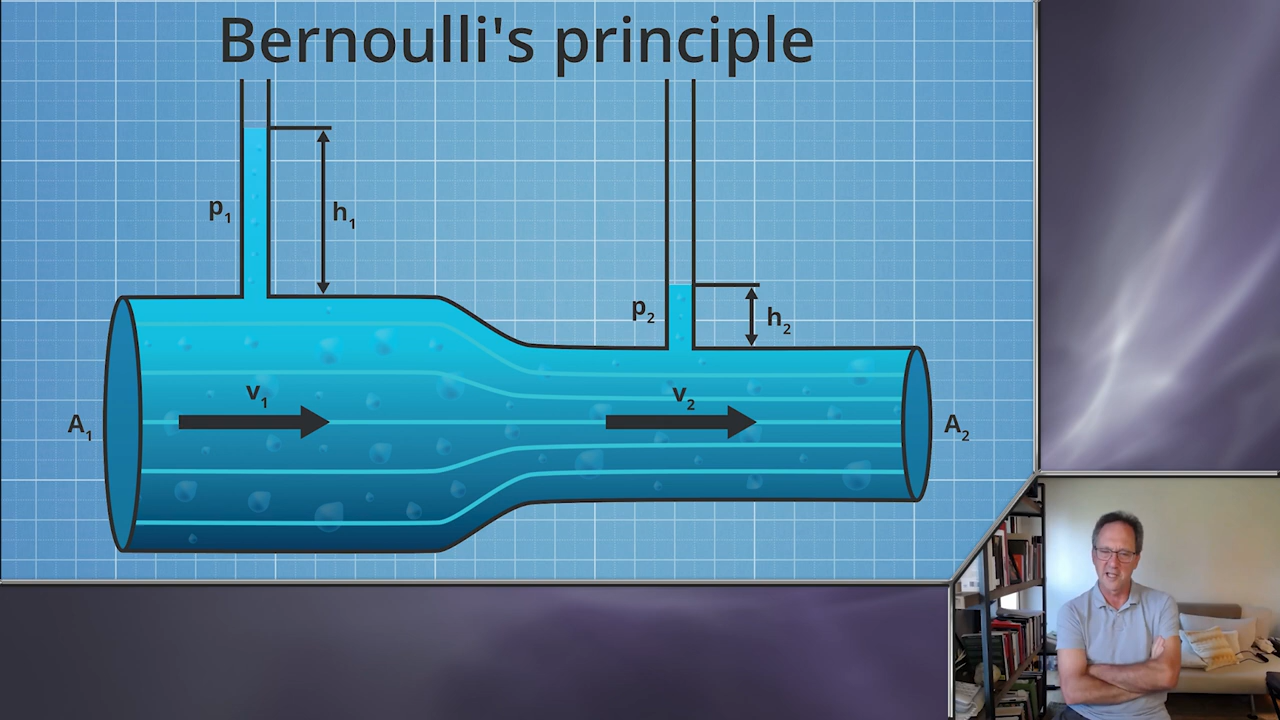 Bernoulli's principle
p₁
h₁
p₂
h₂
v₁
v₂
A₁
A₂